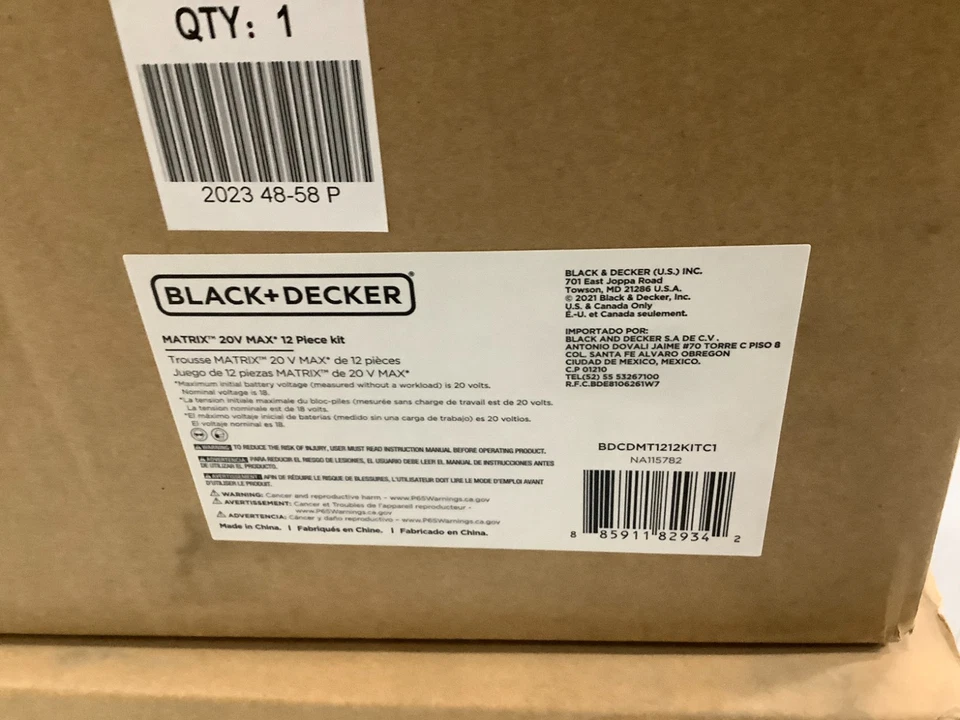 QTY: 1
2023 48-58 P
BLACK+DECKER®
MATRIX™ 20V MAX* 12 Piece kit
Trousse MATRIX™ 20 V MAX* de 12 pièces
Juego de 12 piezas MATRIX™ de 20 V MAX*
*Maximum initial battery voltage (measured without a workload) is 20 volts.
Nominal voltage is 18.
*La tension initiale maximale du bloc-piles (mesurée sans charge de travail est de 20 volts.
La tension nominale est de 18 volts.
*El máximo voltaje inicial de baterías (medido sin una carga de trabajo) es 20 voltios.
El voltaje nominal es 18.
WARNING: TO REDUCE THE RISK OF INJURY, USER MUST READ INSTRUCTION MANUAL BEFORE OPERATING PRODUCT.
ADVERTENCIA: PARA REDUCIR EL RIESGO DE LESIONES, EL USUARIO DEBE LEER EL MANUAL DE INSTRUCCIONES ANTES
DE UTILIZAR EL PRODUCTO.
AVERTISSEMENT: AFIN DE RÉDUIRE LE RISQUE DE BLESSURES, L'UTILISATEUR DOIT LIRE LE MODE D'EMPLOI AVANT
D'UTILISER LE PRODUIT.
WARNING: Cancer and reproductive harm - www.P65Warnings.ca.gov
AVERTISSEMENT: Cancer et Troubles de l'appareil reproducteur -
www.P65Warnings.ca.gov
ADVERTENCIA: Cáncer y daño reproductivo - www.P65Warnings.ca.gov
Made in China. | Fabriqués en Chine. | Fabricado en China.
BLACK & DECKER (U.S.) INC.
701 East Joppa Road
Towson, MD 21286 U.S.A.
© 2021 Black & Decker, Inc.
U.S. & Canada Only
É.-U. et Canada seulement.
IMPORTADO POR:
BLACK AND DECKER S.A DE C.V.
ANTONIO DOVALI JAIME #70 TORRE C PISO 8
COL. SANTA FE ALVARO OBREGON
CIUDAD DE MEXICO, MEXICO.
C.P 01210
TEL(52) 55 53267100
R.F.C.BDE8106261W7
BDCDMT1212KITC1
NA115782
8 85911 82934 2